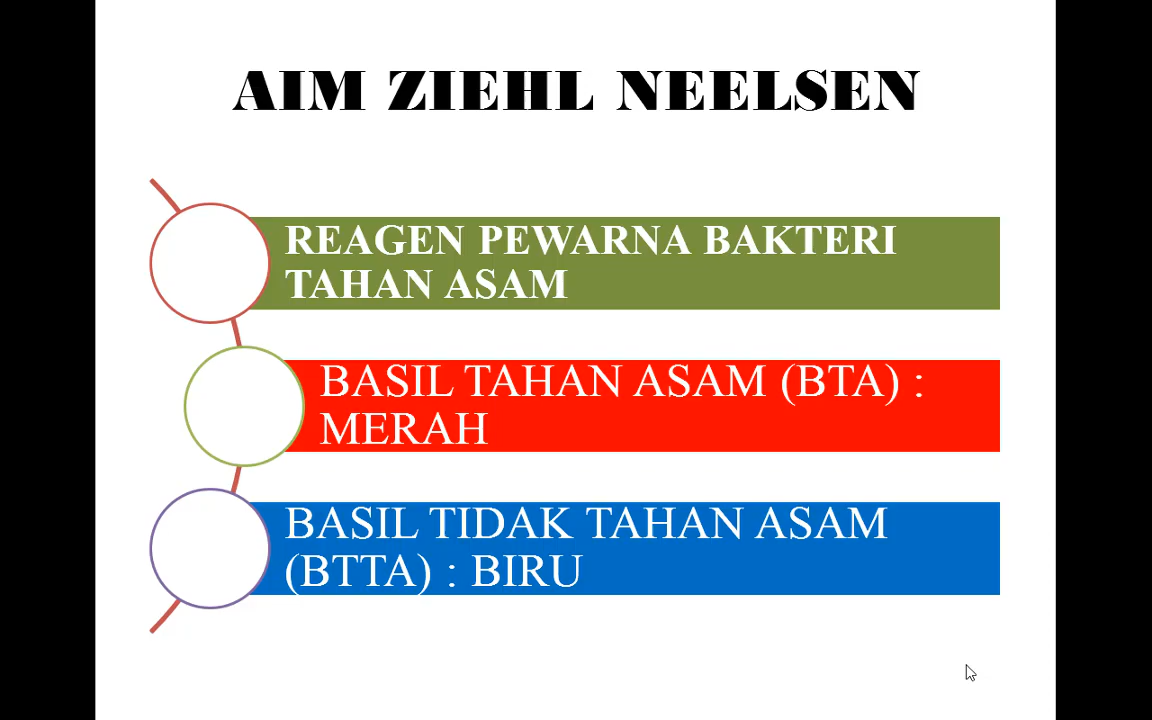 AIM ZIEHL NEELSEN
REAGEN PEWARNA BAKTERI
TAHAN ASAM
BASIL TAHAN ASAM (BTA) :
MERAH
BASIL TIDAK TAHAN ASAM
(BTTA) : BIRU